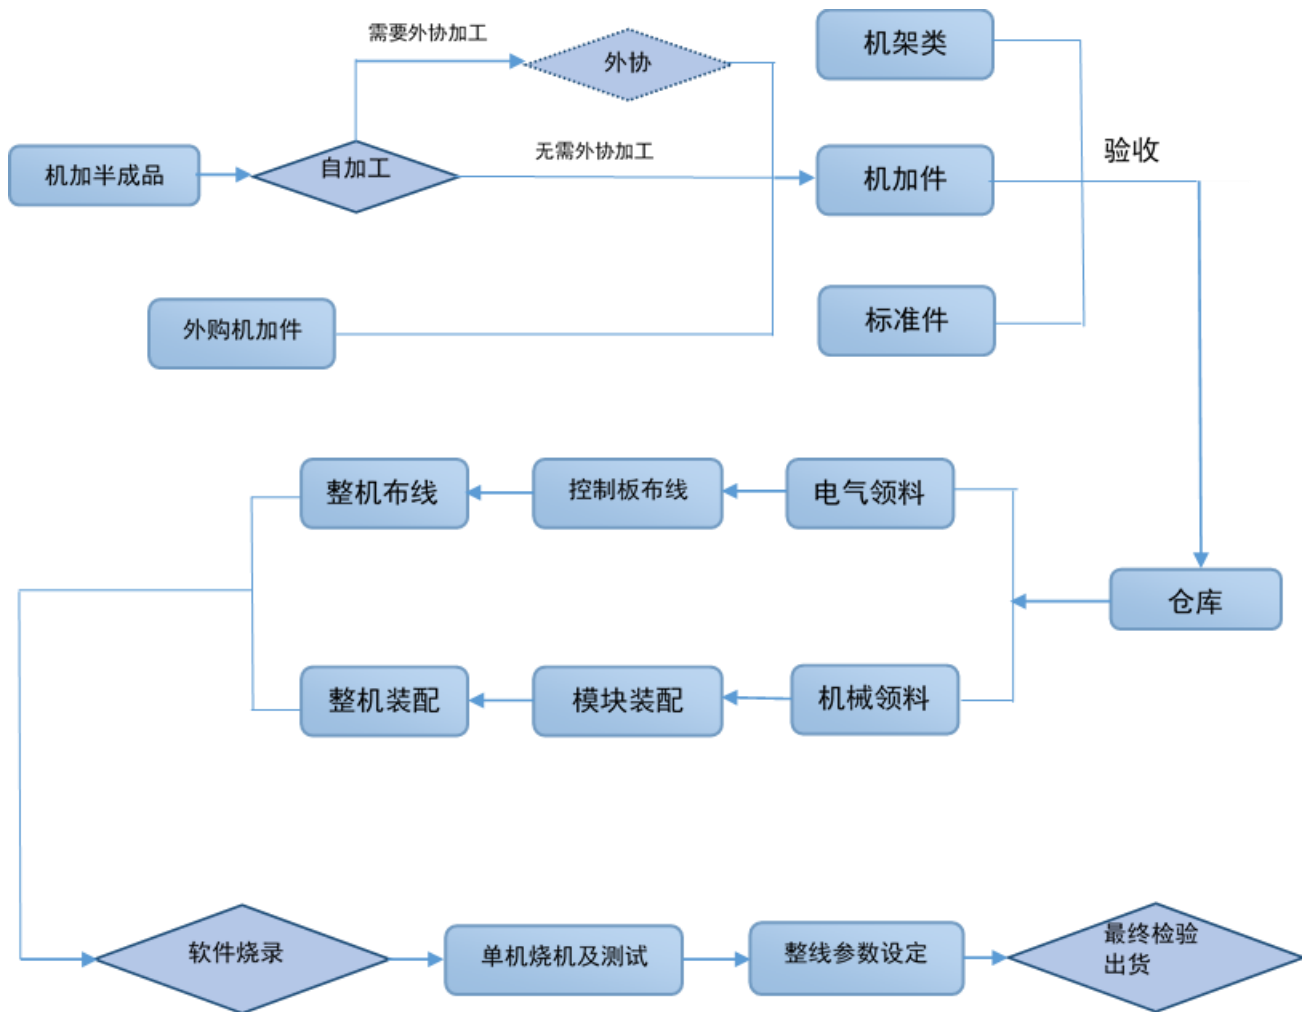 需要外协加工
外协
机架类
机加半成品
自加工
无需外协加工
机加件
验收
外购机加件
标准件
整机布线
控制板布线
电气领料
仓库
整机装配
模块装配
机械领料
软件烧录
单机烧机及测试
整线参数设定
最终检验
出货